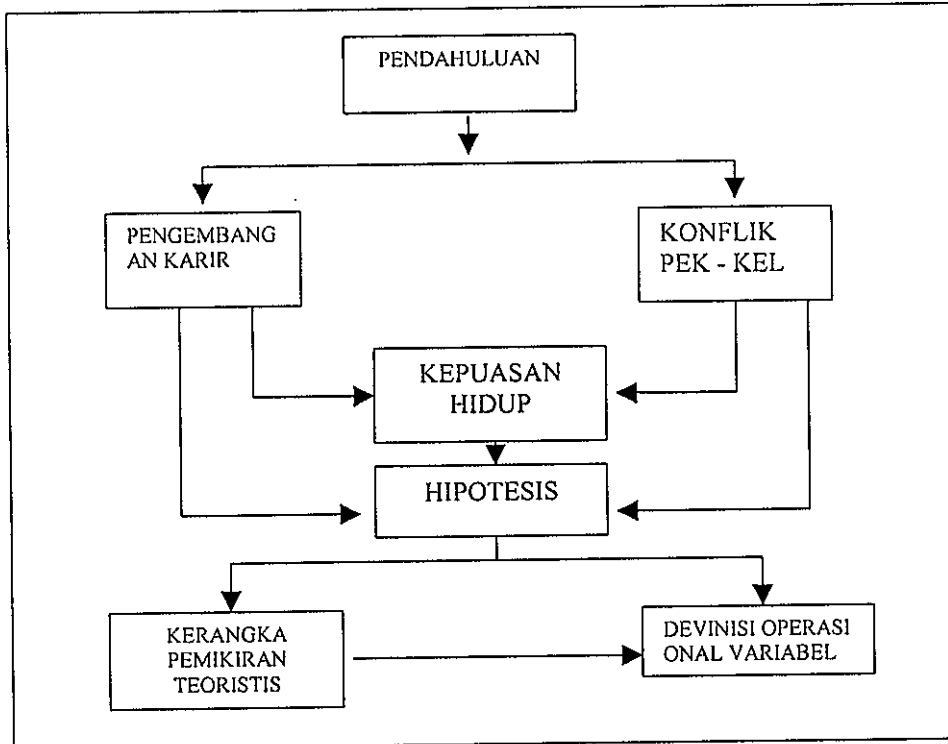 PENDAHULUAN
PENGEMBANG
AN KARIR
KONFLIK
PEK - KEL
KEPUASAN
HIDUP
HIPOTESIS
KERANGKA
PEMIKIRAN
TEORISTIS
DEVINISI OPERASI
ONAL VARIABEL